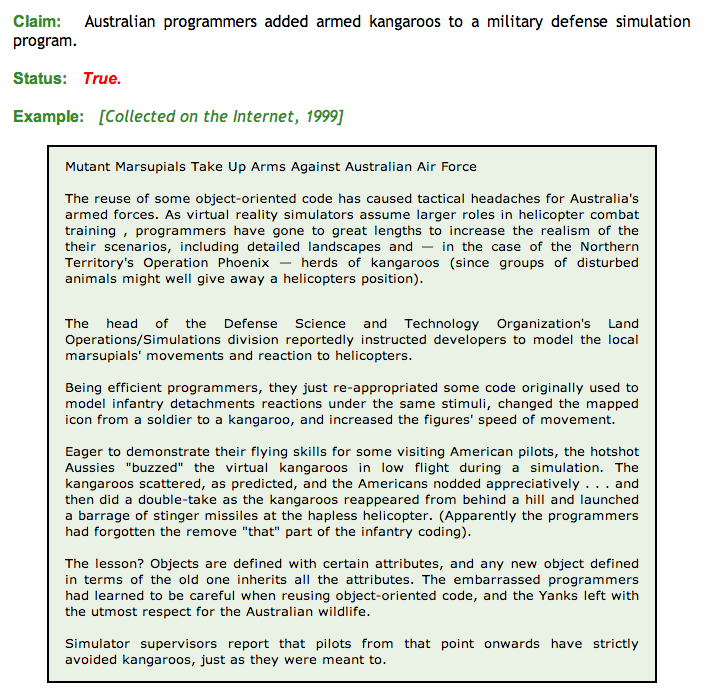 Claim: Australian programmers added armed kangaroos to a military defense simulation
program.
Status: True.
Example: [Collected on the Internet, 1999]
Mutant Marsupials Take Up Arms Against Australian Air Force
The reuse of some object-oriented code has caused tactical headaches for Australia's
armed forces. As virtual reality simulators assume larger roles in helicopter combat
training , programmers have gone to great lengths to increase the realism of the
their scenarios, including detailed landscapes and — in the case of the Northern
Territory's Operation Phoenix — herds of kangaroos (since groups of disturbed
animals might well give away a helicopters position).
The head of the Defense Science and Technology Organization's Land
Operations/Simulations division reportedly instructed developers to model the local
marsupials' movements and reaction to helicopters.
Being efficient programmers, they just re-appropriated some code originally used to
model infantry detachments reactions under the same stimuli, changed the mapped
icon from a soldier to a kangaroo, and increased the figures' speed of movement.
Eager to demonstrate their flying skills for some visiting American pilots, the hotshot
Aussies "buzzed" the virtual kangaroos in low flight during a simulation. The
kangaroos scattered, as predicted, and the Americans nodded appreciatively . . . and
then did a double-take as the kangaroos reappeared from behind a hill and launched
a barrage of stinger missiles at the hapless helicopter. (Apparently the programmers
had forgotten the remove "that" part of the infantry coding).
The lesson? Objects are defined with certain attributes, and any new object defined
in terms of the old one inherits all the attributes. The embarrassed programmers
had learned to be careful when reusing object-oriented code, and the Yanks left with
the utmost respect for the Australian wildlife.
Simulator supervisors report that pilots from that point onwards have strictly
avoided kangaroos, just as they were meant to.